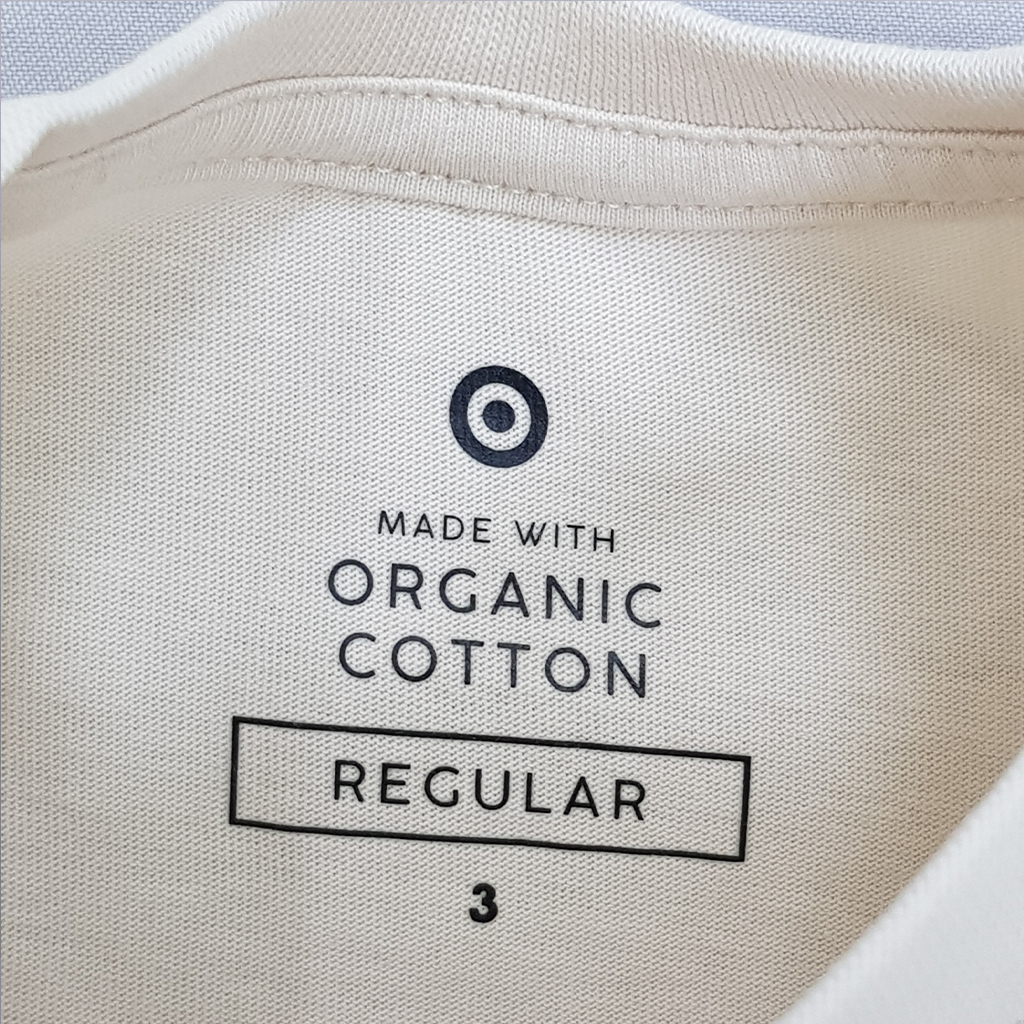 MADE WITH
ORGANIC
COTTON
REGULAR
3